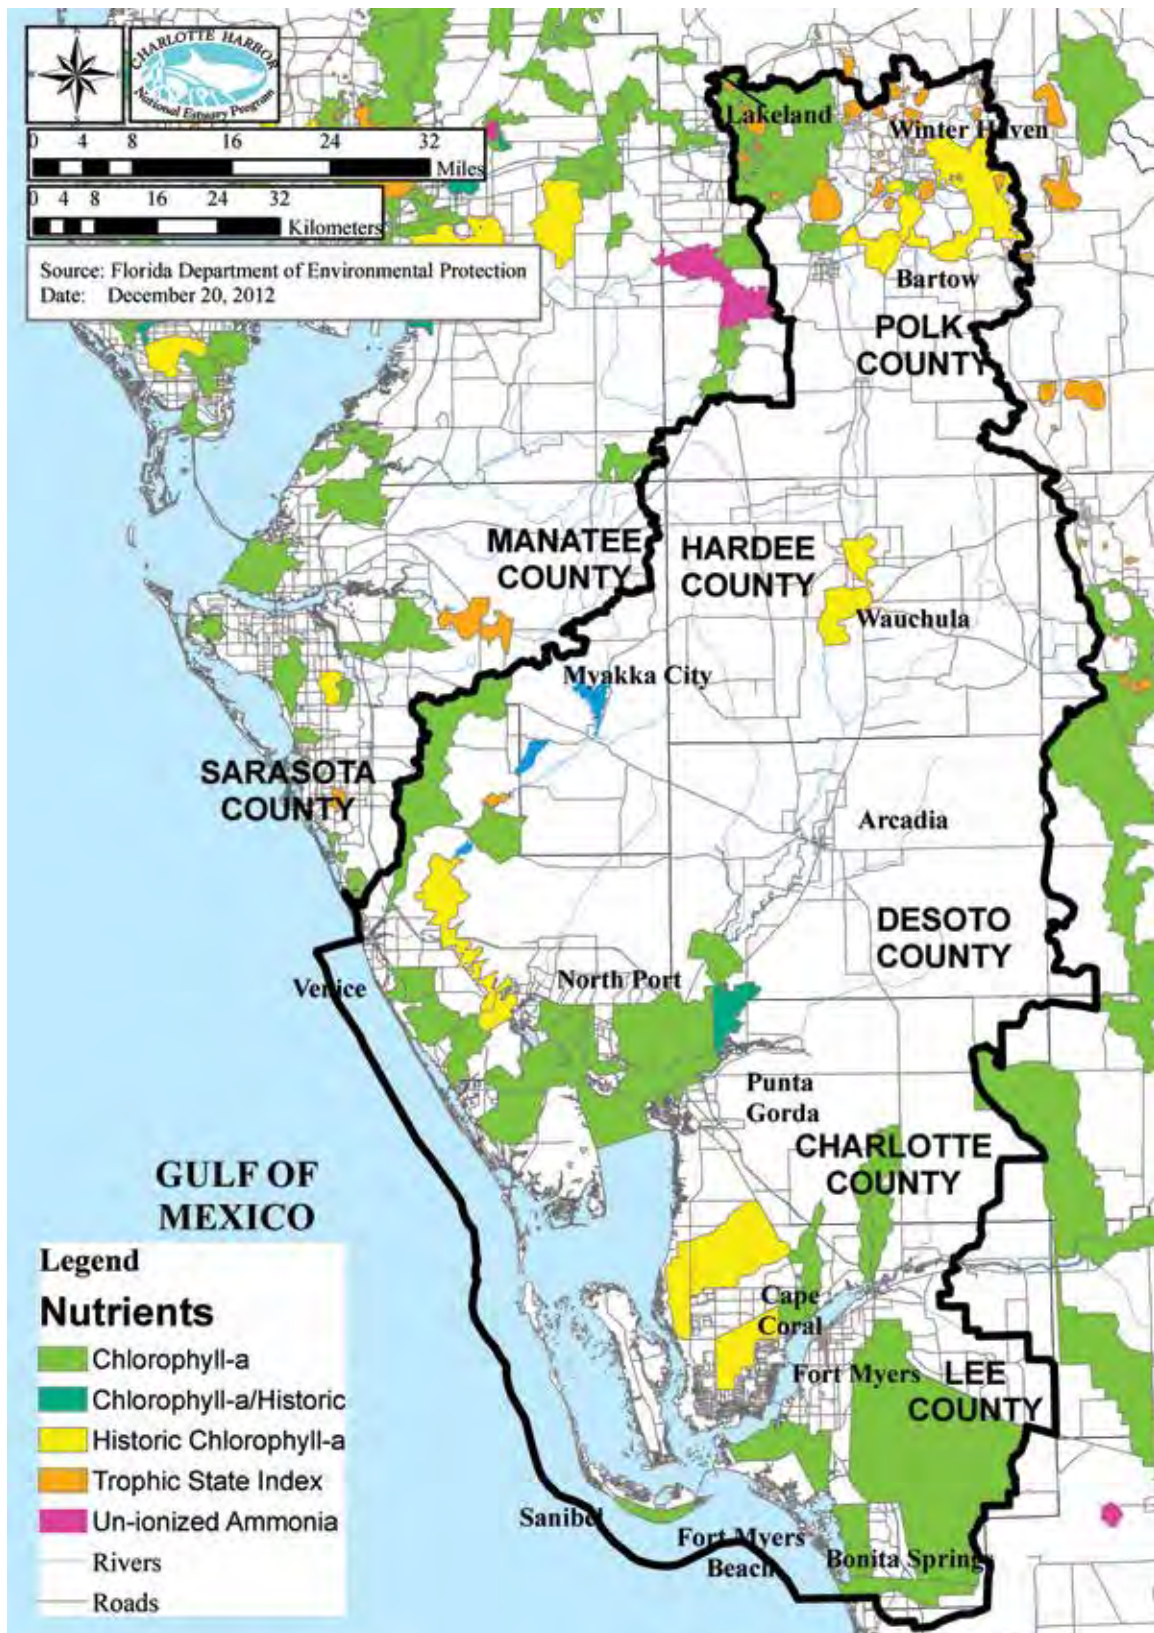 CHARLOTTE HARBOR
National Estuary Program
0 4 8 16 24 32
Miles
0 4 8 16 24 32
Kilometers
Source: Florida Department of Environmental Protection
Date: December 20, 2012
Lakeland
Winter Haven
Bartow
POLK
COUNTY
MANATEE
COUNTY
HARDEE
COUNTY
Wauchula
Myakka City
SARASOTA
COUNTY
Arcadia
DESOTO
COUNTY
Venice
North Port
Punta
Gorda
CHARLOTTE
COUNTY
GULF OF
MEXICO
Cape
Coral
Fort Myers
LEE
COUNTY
Sanibel
Fort Myers
Beach
Bonita Springs
Legend
Nutrients
Chlorophyll-a
Chlorophyll-a/Historic
Historic Chlorophyll-a
Trophic State Index
Un-ionized Ammonia
Rivers
Roads